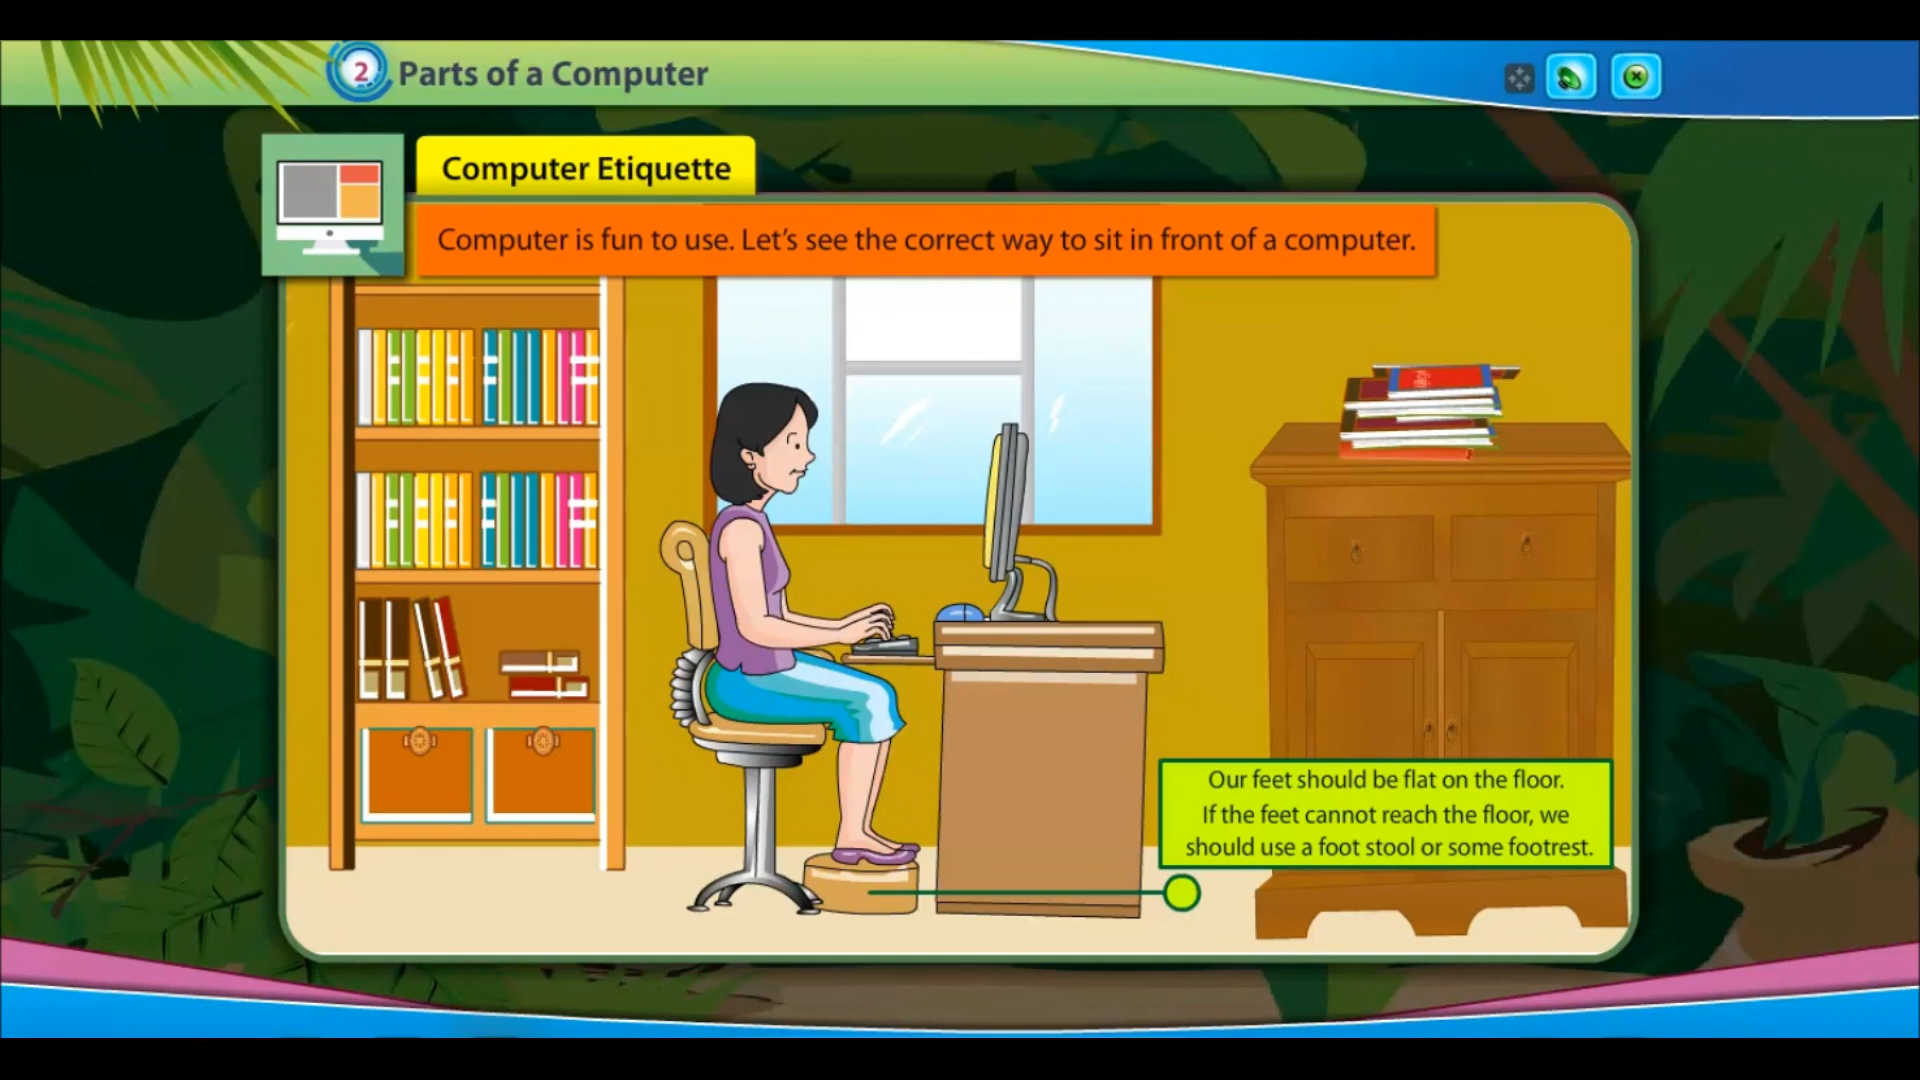 2 Parts of a Computer
Computer Etiquette
Computer is fun to use. Let's see the correct way to sit in front of a computer.
Our feet should be flat on the floor.
If the feet cannot reach the floor, we
should use a foot stool or some footrest.